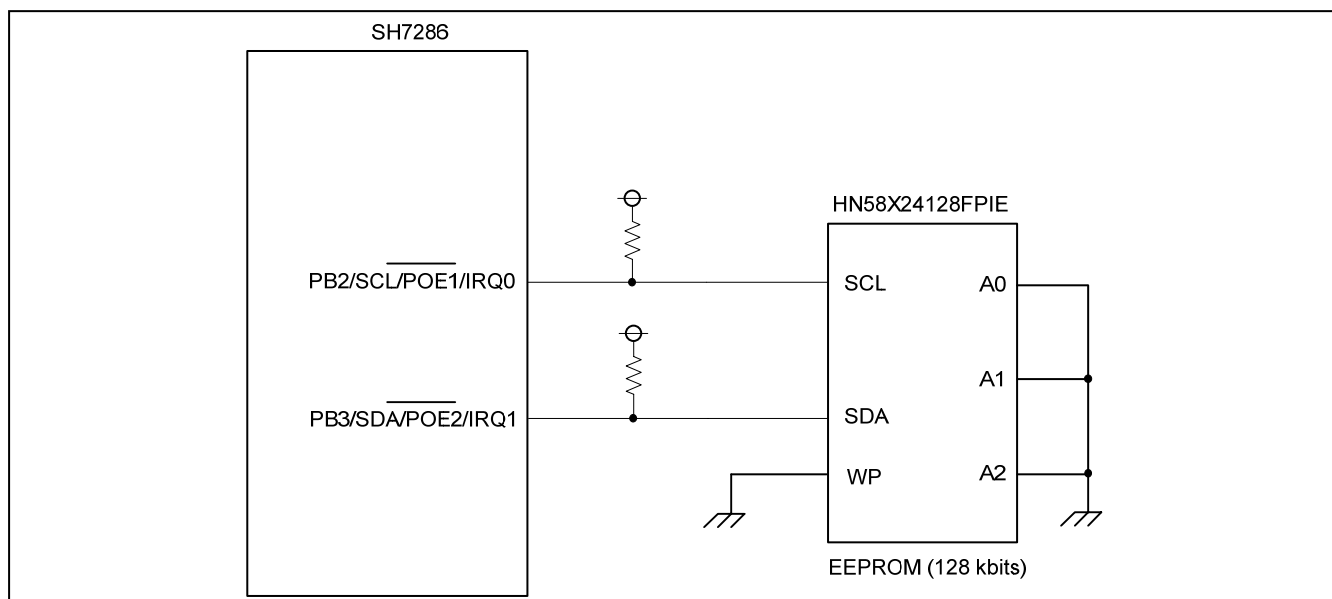 SH7286
HN58X24128FPIE
PB2/SCL/POE1/IRQ0
SCL
A0
A1
PB3/SDA/POE2/IRQ1
SDA
WP
A2
EEPROM (128 kbits)